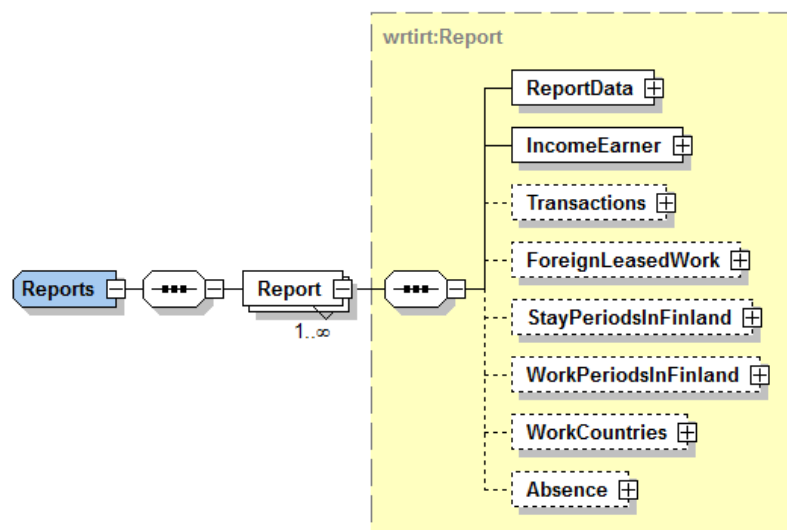 wrtirt:Report
ReportData
IncomeEarner
Transactions
ForeignLeasedWork
Reports
Report
1..∞
StayPeriodsInFinland
WorkPeriodsInFinland
WorkCountries
Absence